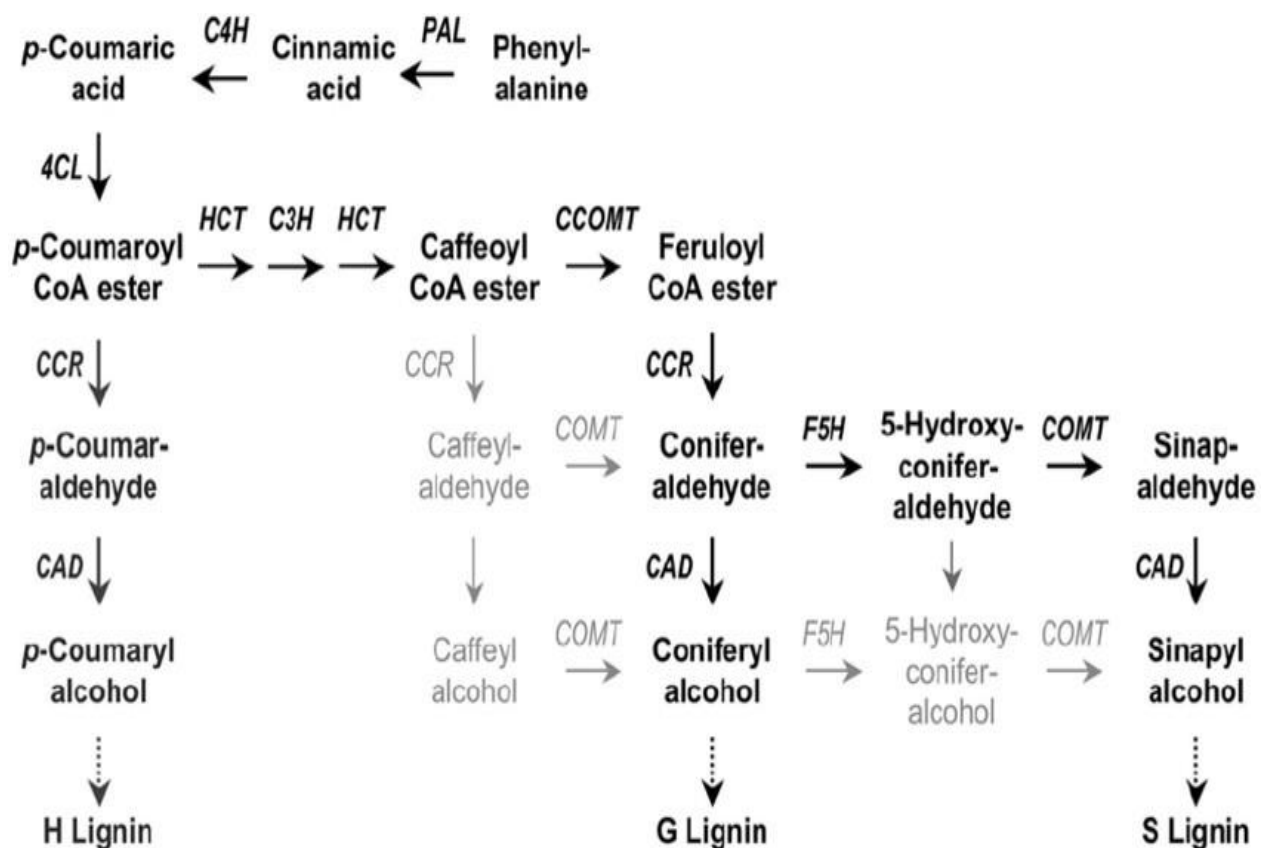 C4H
PAL
p-Coumaric
acid
Cinnamic
acid
Phenyl-
alanine
4CL
HCT
C3H
HCT
CCOMT
p-Coumaroyl
CoA ester
Caffeoyl
CoA ester
Feruloyl
CoA ester
CCR
CCR
CCR
p-Coumar-
aldehyde
Caffeyl-
aldehyde
COMT
Conifer-
aldehyde
F5H
5-Hydroxy-
conifer-
aldehyde
COMT
Sinap-
aldehyde
CAD
CAD
CAD
p-Coumaryl
alcohol
Caffeyl
alcohol
COMT
Coniferyl
alcohol
F5H
5-Hydroxy-
conifer-
alcohol
COMT
Sinapyl
alcohol
H Lignin
G Lignin
S Lignin